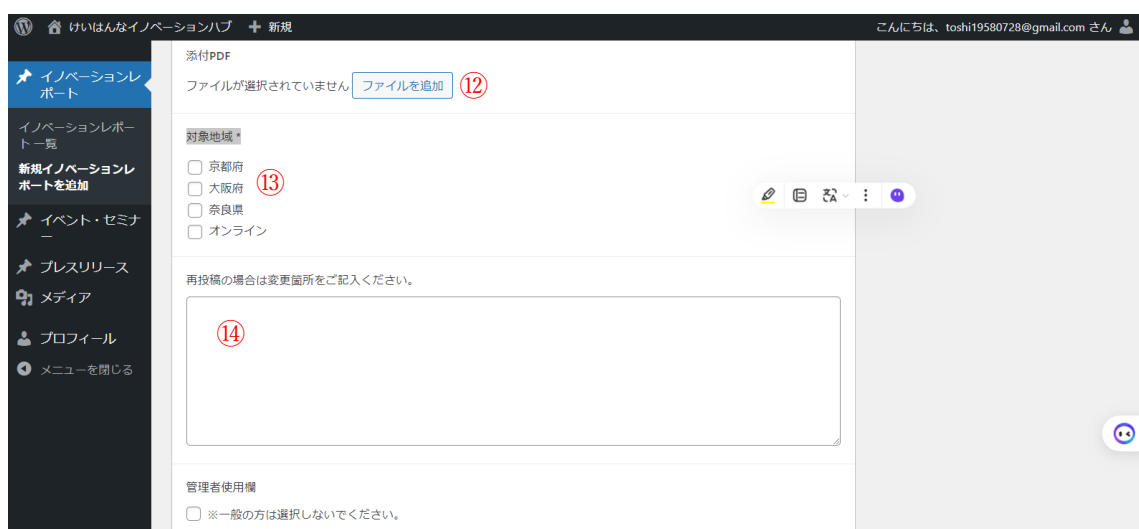 けいはんなイノベーションハブ ＋ 新規 こんにちは、toshi19580728@gmail.com さん
イノベーションレ
ポート
イノベーションレポー
ト一覧
新規イノベーションレ
ポートを追加
イベント・セミナ
ー
プレスリリース
メディア
プロフィール
メニューを閉じる
添付PDF
ファイルが選択されていません ファイルを追加 ⑫
対象地域 *
京都府
⑬
大阪府
奈良県
オンライン
再投稿の場合は変更箇所をご記入ください。
⑭
管理者使用欄
※一般の方は選択しないでください。